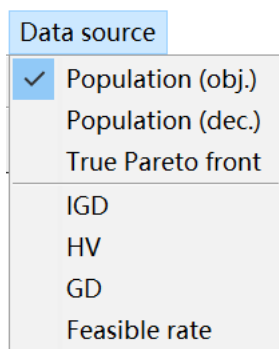 Data source
Population (obj.)
Population (dec.)
True Pareto front
IGD
HV
GD
Feasible rate